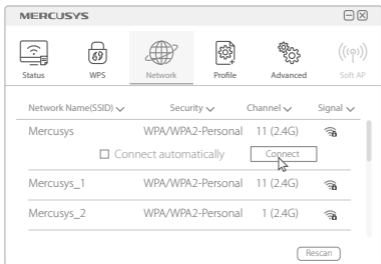 MERCUSYS
69
Status WPS Network Profile Advanced Soft AP
Network Name(SSID) Security Channel Signal
Mercusys WPA/WPA2-Personal 11 (2.4G)
Connect automatically Connect
Mercusys_1 WPA/WPA2-Personal 11 (2.4G)
Mercusys_2 WPA/WPA2-Personal 1 (2.4G)
Rescan